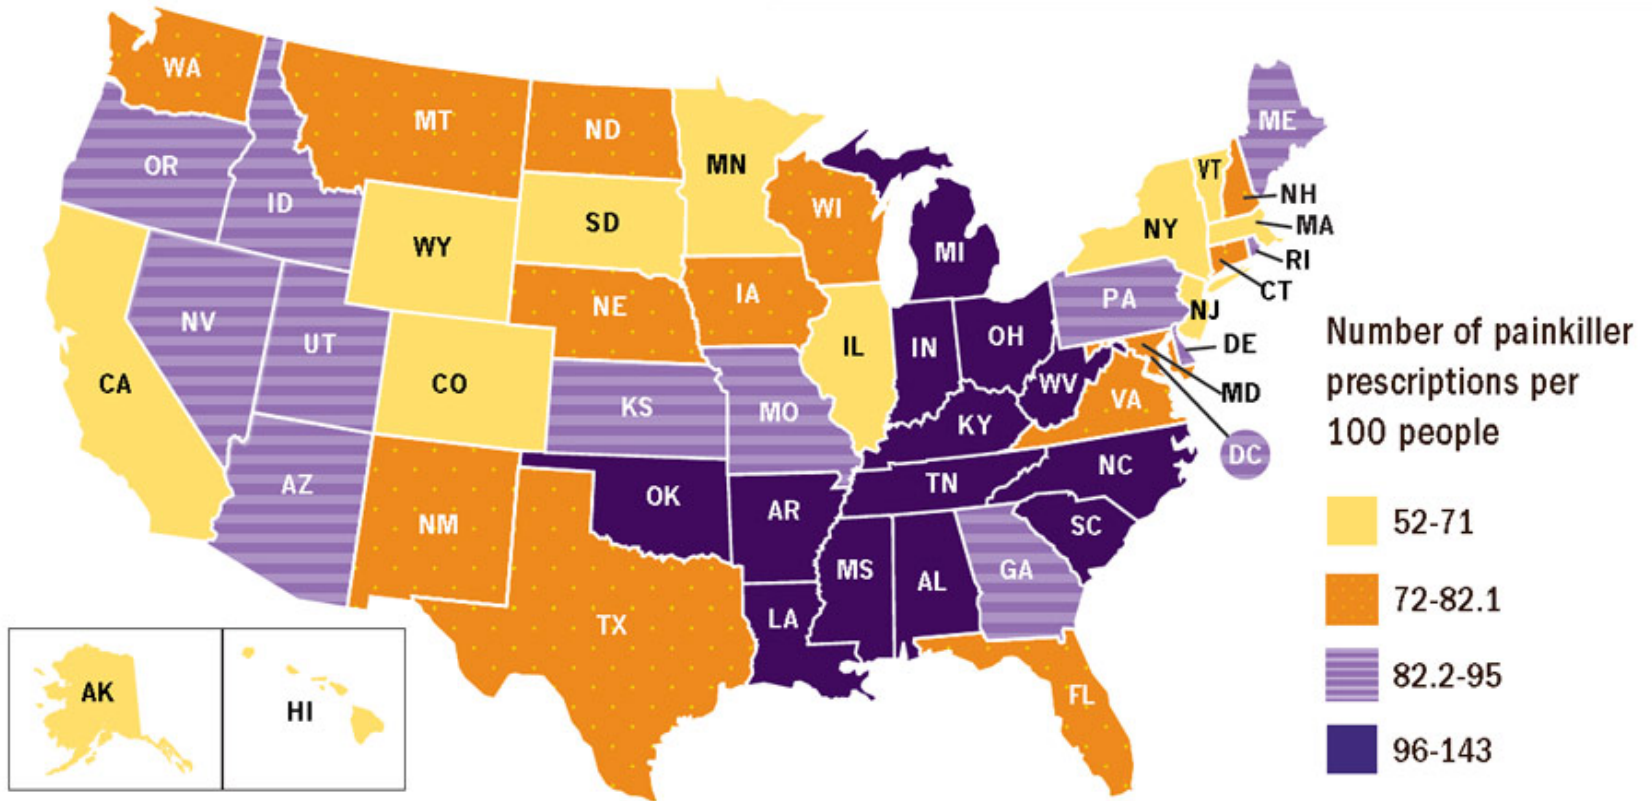 WA
MT
ND
MN
OR
ID
WY
SD
WI
MI
ME
VT
NH
NY
MA
RI
CT
NV
UT
CO
NE
IA
IL
IN
OH
PA
NJ
DE
MD
DC
CA
KS
MO
WV
VA
KY
AZ
NM
OK
AR
TN
NC
SC
TX
LA
MS
AL
GA
FL
AK
HI
Number of painkiller
prescriptions per
100 people
52-71
72-82.1
82.2-95
96-143